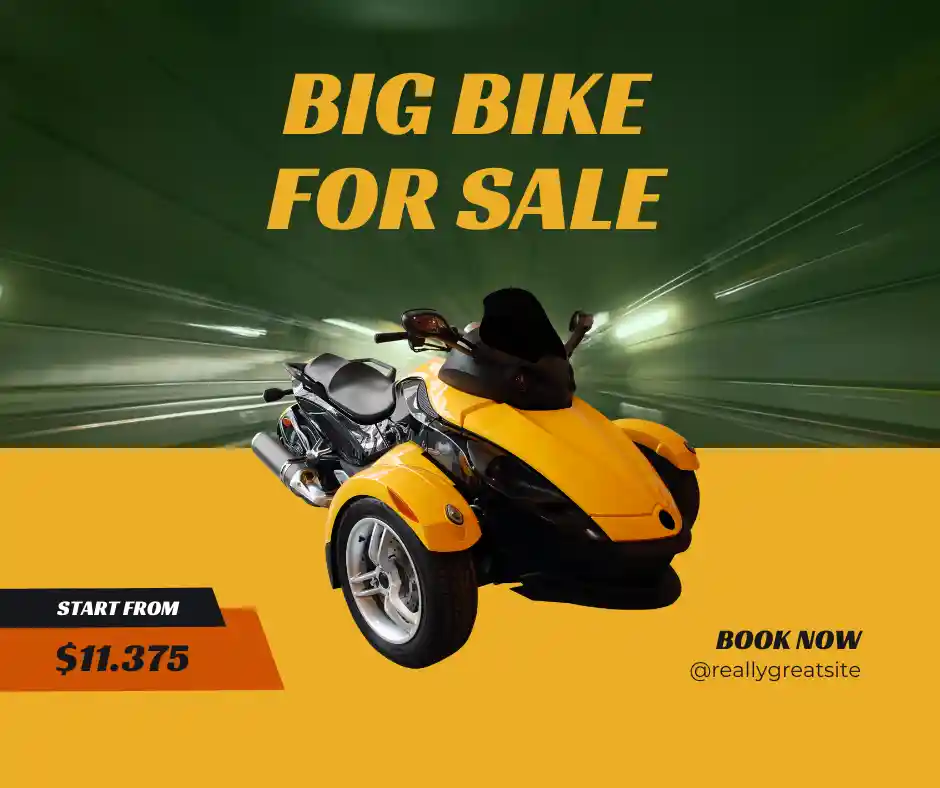 BIG BIKE
FOR SALE
START FROM
$11.375
BOOK NOW
@reallygreatsite